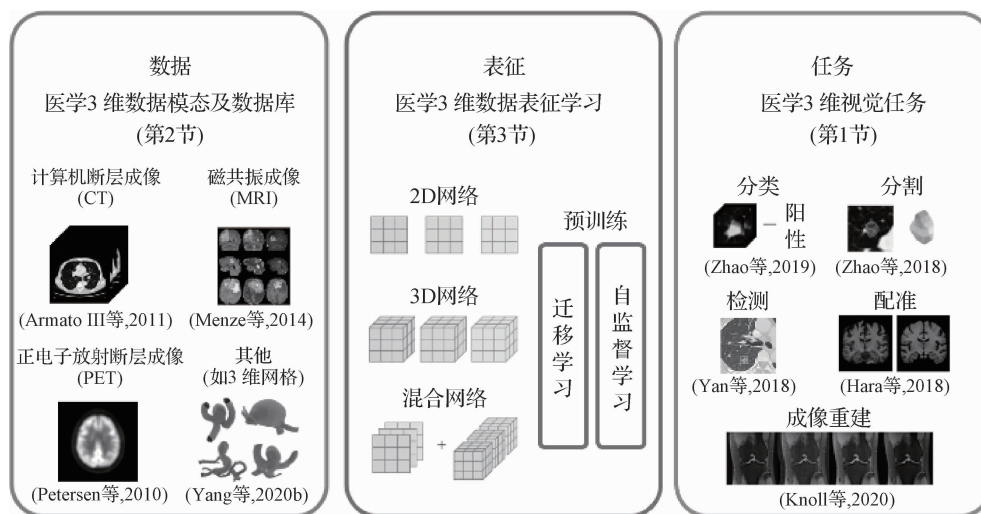 数据
医学3 维数据模态及数据库
(第2节)
计算机断层成像
(CT)
磁共振成像
(MRI)
(Armato III等,2011)
(Menze等,2014)
正电子放射断层成像
(PET)
其他
(如3 维网格)
(Petersen等,2010)
(Yang等,2020b)
表征
医学3 维数据表征学习
(第3节)
2D网络
3D网络
混合网络
+
预训练
迁移学习
自监督学习
任务
医学3 维视觉任务
(第1节)
分类
阳性
(Zhao等,2019)
分割
(Zhao等,2018)
检测
(Yan等,2018)
配准
(Hara等,2018)
成像重建
(Knoll等,2020)